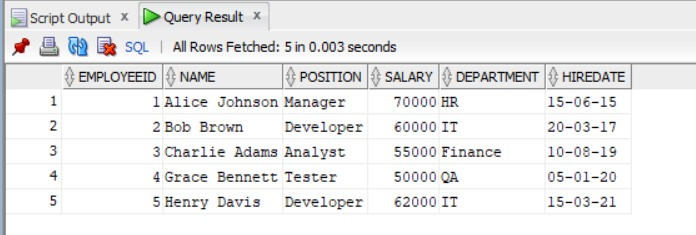 Script Output x Query Result x
SQL | All Rows Fetched: 5 in 0.003 seconds
EMPLOYEEID NAME POSITION SALARY DEPARTMENT HIREDATE
1 1 Alice Johnson Manager 70000 HR 15-06-15
2 2 Bob Brown Developer 60000 IT 20-03-17
3 3 Charlie Adams Analyst 55000 Finance 10-08-19
4 4 Grace Bennett Tester 50000 QA 05-01-20
5 5 Henry Davis Developer 62000 IT 15-03-21